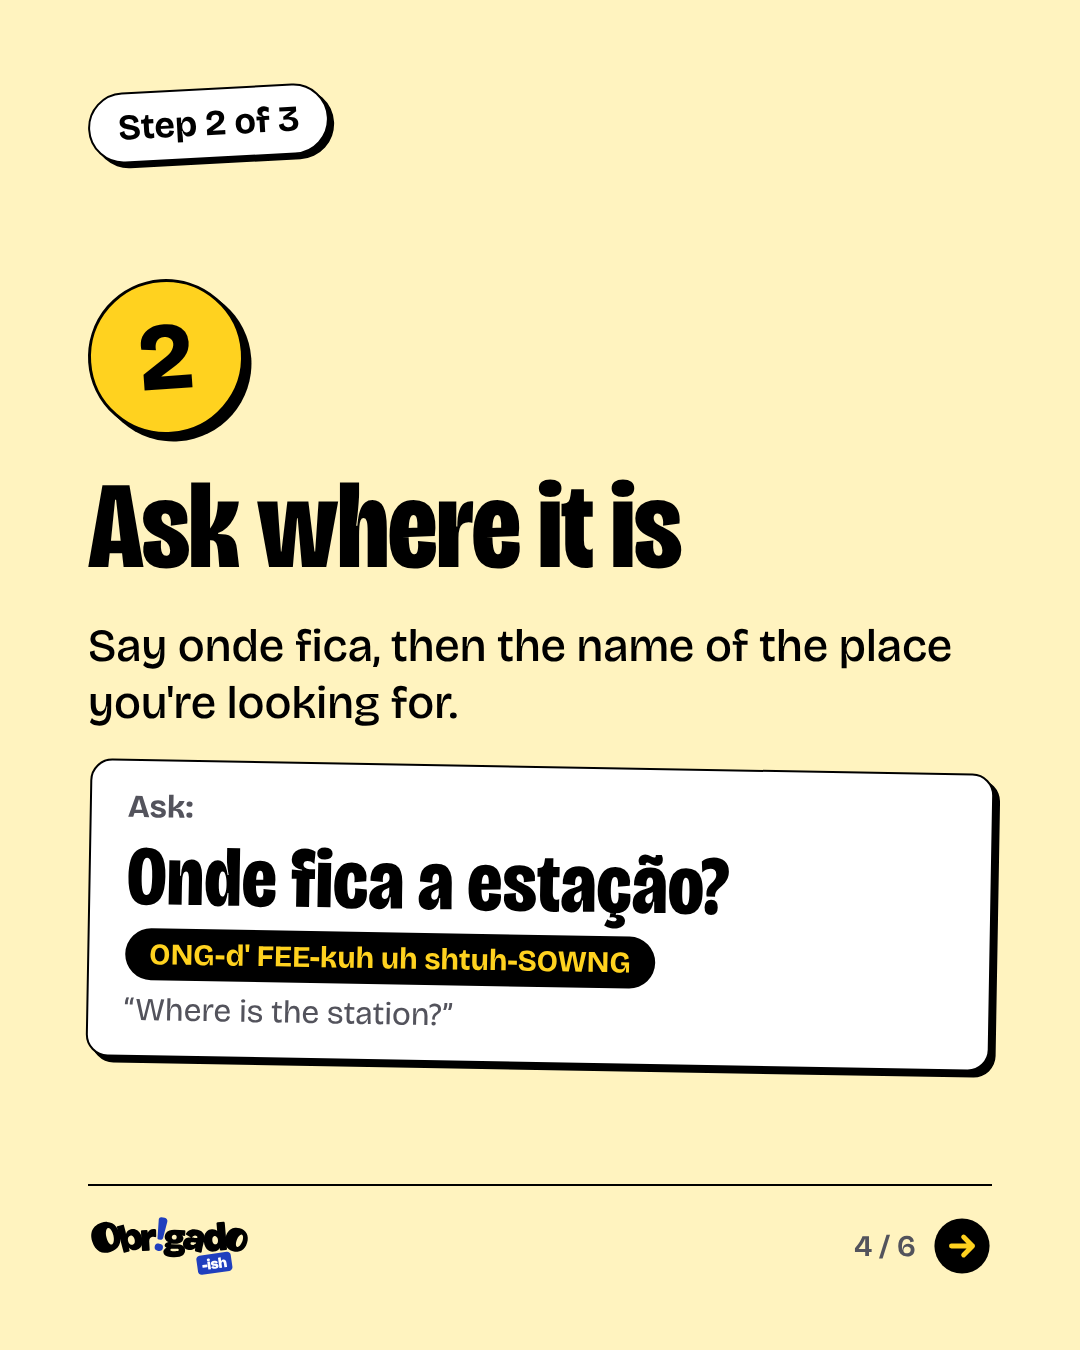 Step 2 of 3
2
Ask where it is
Say onde fica, then the name of the place
you're looking for.
Ask:
Onde fica a estação?
ONG-d' FEE-kuh uh shtuh-SOWNG
“Where is the station?”
Obr!gado
-ish
4 / 6